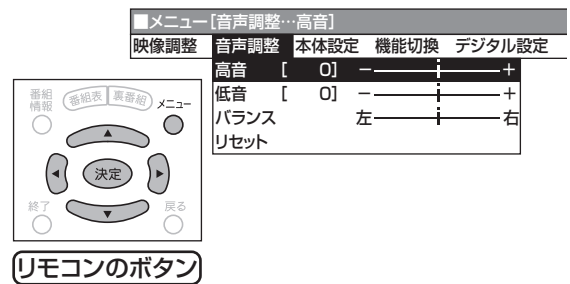 ■メニュー[音声調整…高音]
映像調整 音声調整 本体設定 機能切換 デジタル設定
高音 [ 0] − +
低音 [ 0] − +
バランス 左 右
リセット
番組
情報
番組表 裏番組 メニュー
決定
終了 戻る
リモコンのボタン